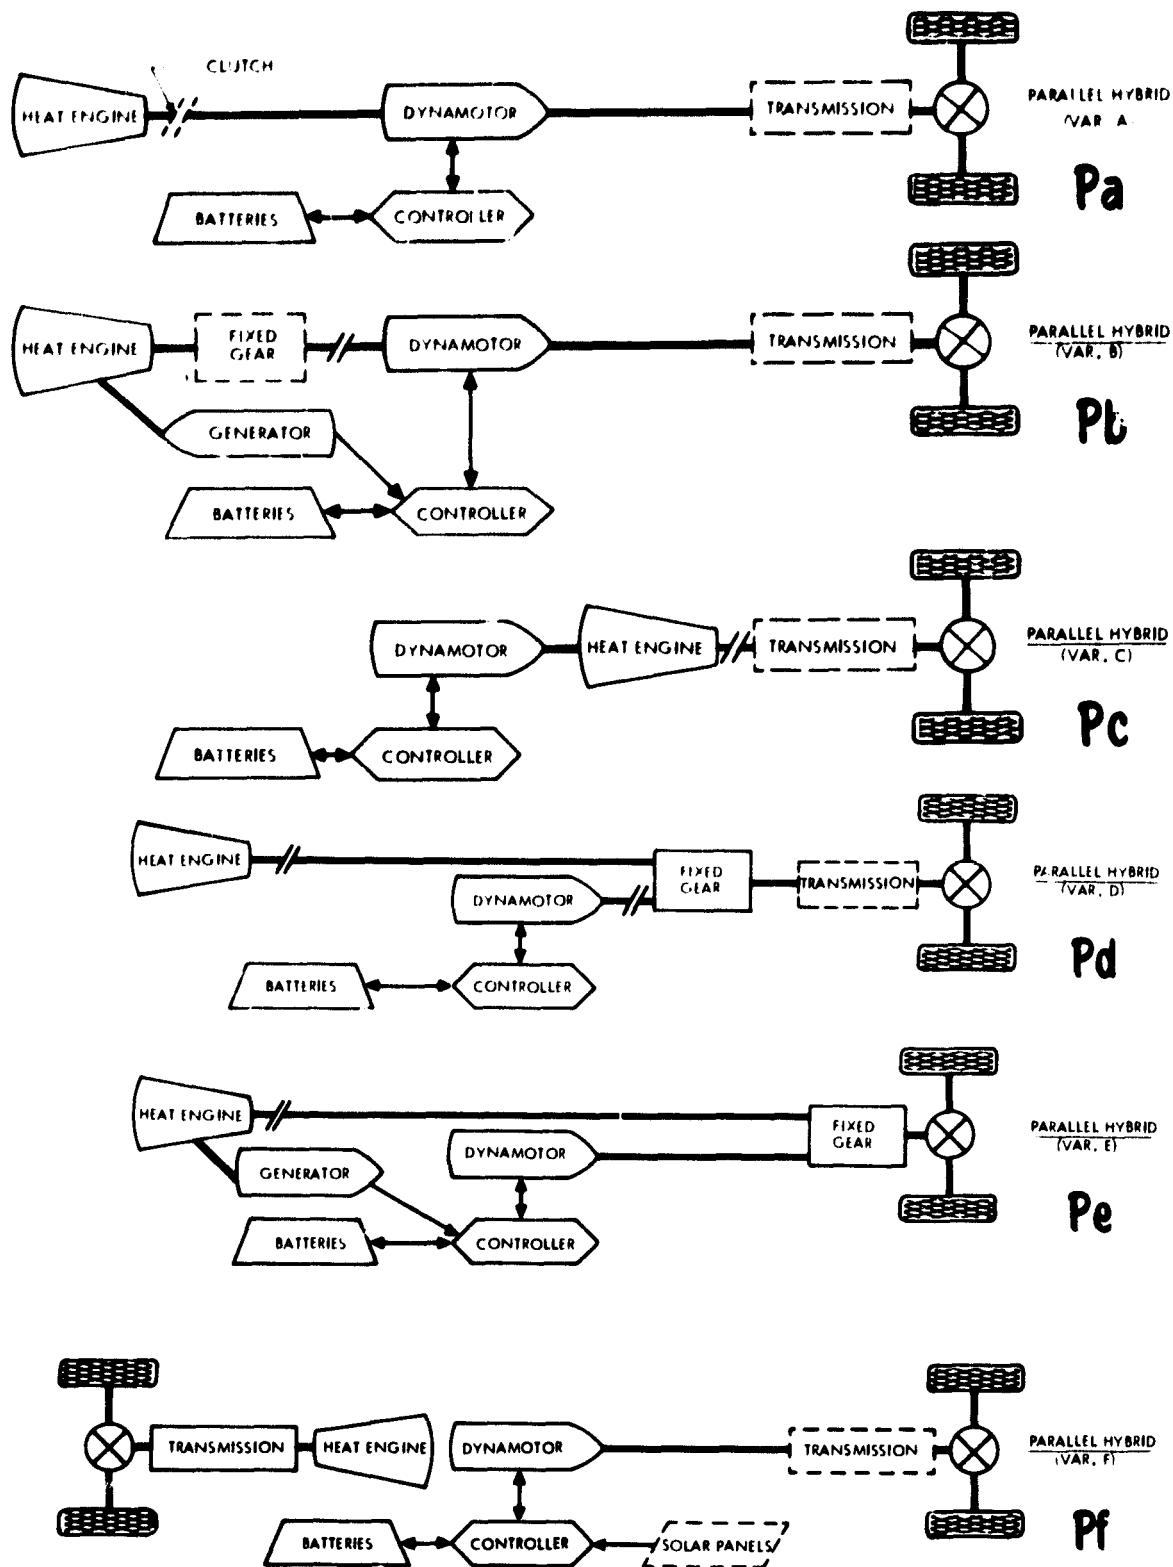 CLUTCH
HEAT ENGINE
DYNAMOTOR
TRANSMISSION
BATTERIES
CONTROLLER
PARALLEL HYBRID
(VAR. A
Pa
HEAT ENGINE
FIXED
GEAR
DYNAMOTOR
TRANSMISSION
GENERATOR
BATTERIES
CONTROLLER
PARALLEL HYBRID
(VAR. B)
Pb
DYNAMOTOR
HEAT ENGINE
TRANSMISSION
BATTERIES
CONTROLLER
PARALLEL HYBRID
(VAR. C)
Pc
HEAT ENGINE
FIXED
GEAR
TRANSMISSION
DYNAMOTOR
BATTERIES
CONTROLLER
PARALLEL HYBRID
(VAR. D)
Pd
HEAT ENGINE
FIXED
GEAR
DYNAMOTOR
GENERATOR
BATTERIES
CONTROLLER
PARALLEL HYBRID
(VAR. E)
Pe
TRANSMISSION
HEAT ENGINE
DYNAMOTOR
TRANSMISSION
BATTERIES
CONTROLLER
SOLAR PANELS
PARALLEL HYBRID
(VAR. F)
Pf